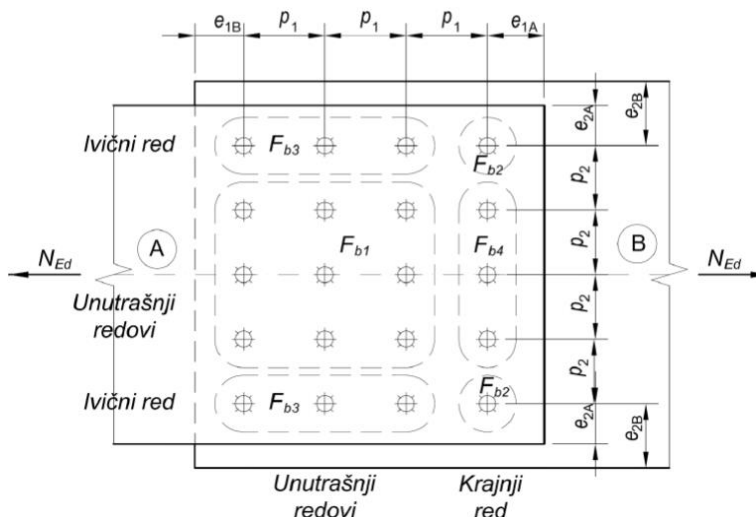 e1B p1 p1 p1 e1A
e2A e2B
Ivični red Fb3 Fb2
p2
A Fb1 Fb4 B
p2
NEd NEd
Unutrašnji
redovi
p2
p2
Ivični red Fb3 Fb2
e2A e2B
Unutrašnji Krajnji
redovi red